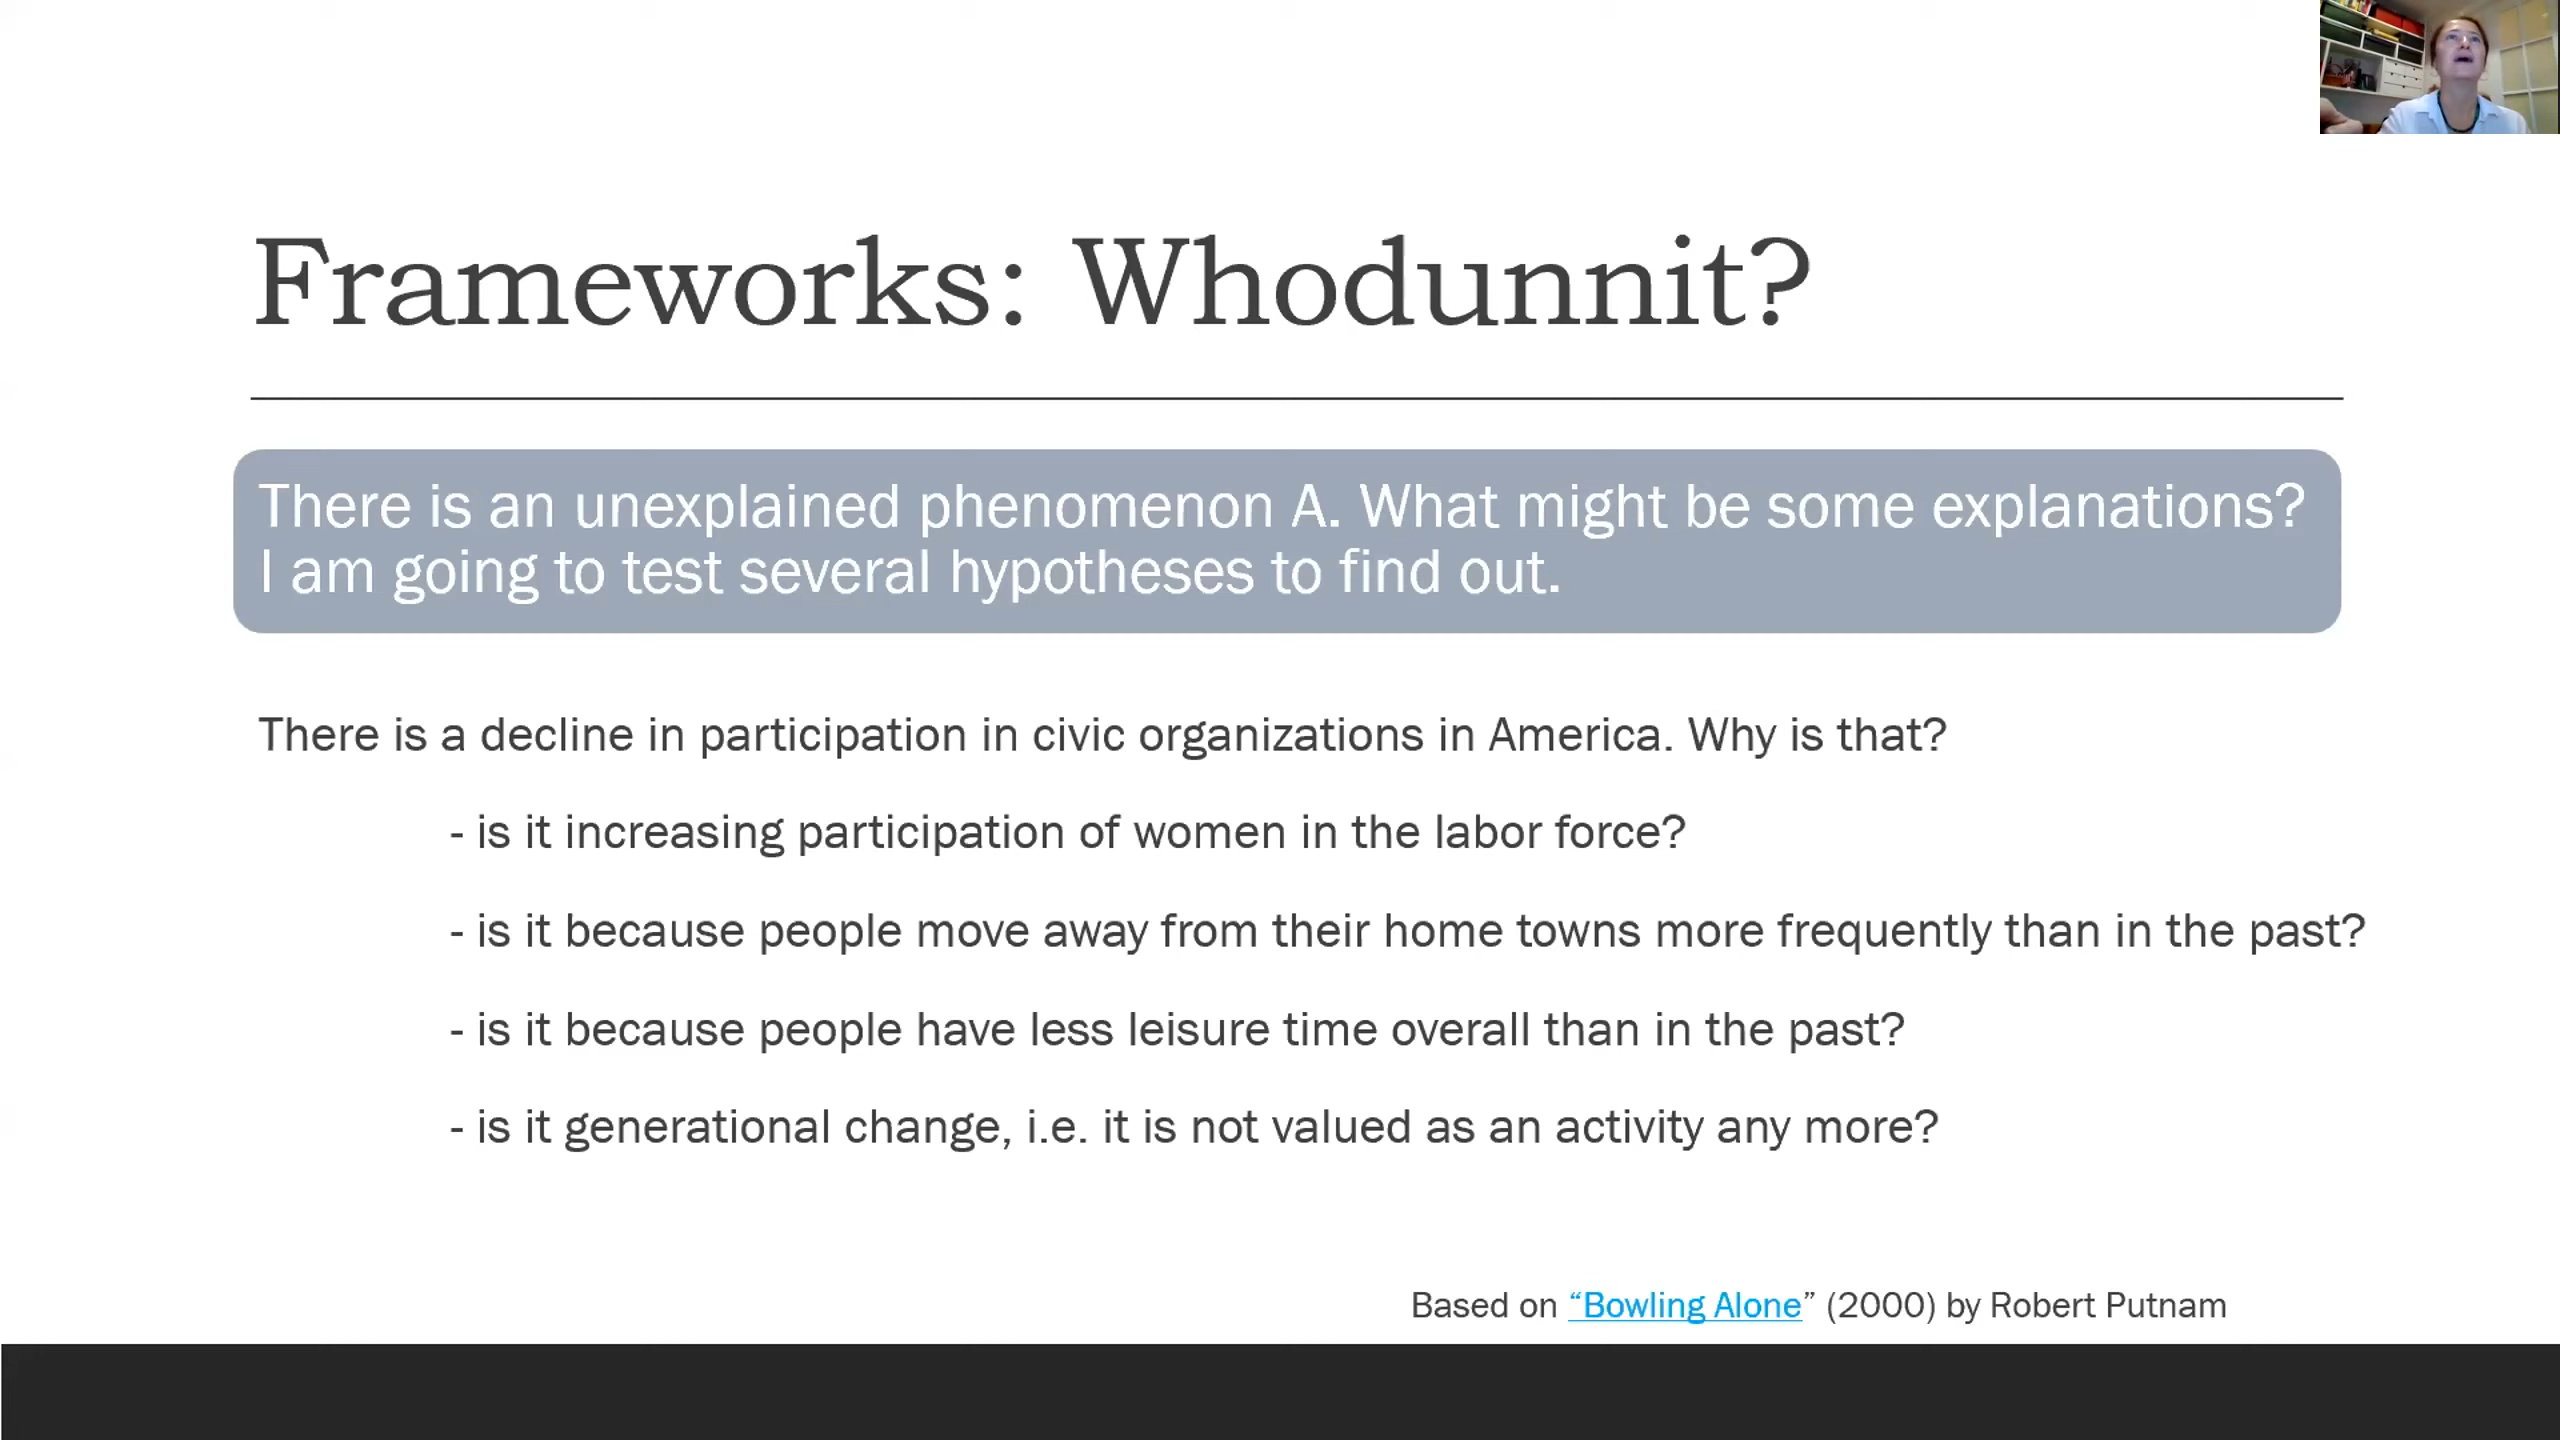 Frameworks: Whodunnit?
There is an unexplained phenomenon A. What might be some explanations?
I am going to test several hypotheses to find out.
There is a decline in participation in civic organizations in America. Why is that?
- is it increasing participation of women in the labor force?
- is it because people move away from their home towns more frequently than in the past?
- is it because people have less leisure time overall than in the past?
- is it generational change, i.e. it is not valued as an activity any more?
Based on “Bowling Alone” (2000) by Robert Putnam